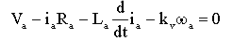 Vₐ − iₐRₐ − Lₐ d/dt iₐ − kᵥωₐ = 0